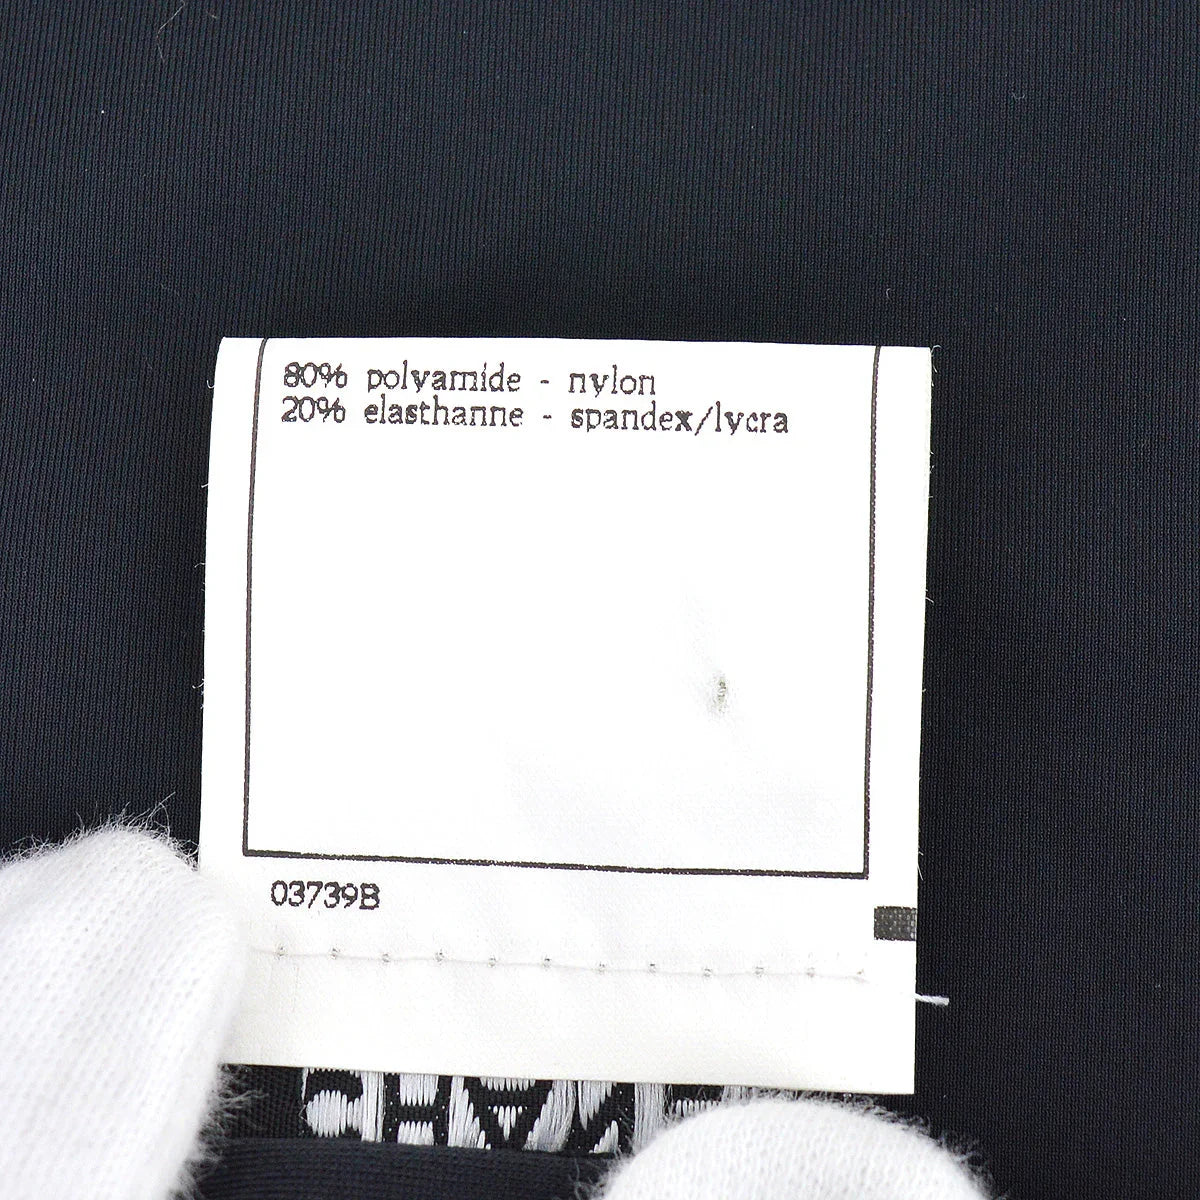 80% polyamide - nylon
20% elasthanne - spandex/lycra
03739B